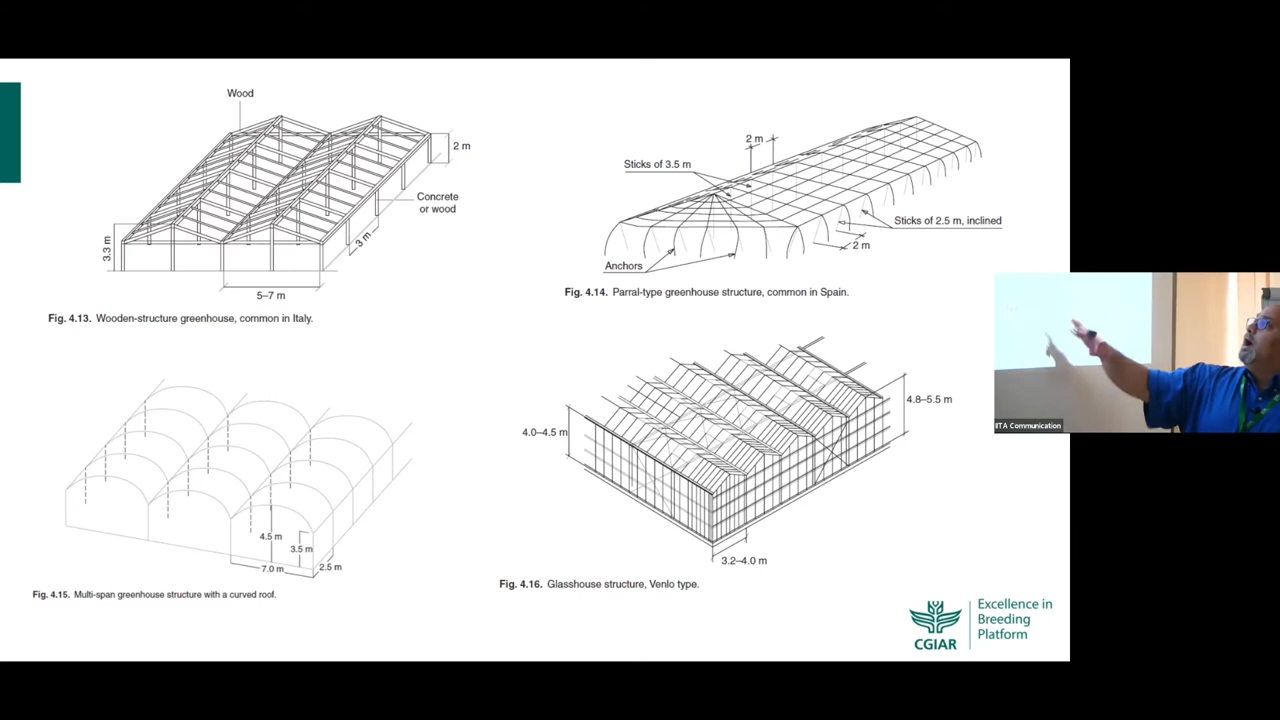 Wood
2 m
Concrete
or wood
3.3 m
3 m
5–7 m
Fig. 4.13. Wooden-structure greenhouse, common in Italy.
2 m
Sticks of 3.5 m
Sticks of 2.5 m, inclined
2 m
Anchors
Fig. 4.14. Parral-type greenhouse structure, common in Spain.
4.5 m
3.5 m
7.0 m
2.5 m
Fig. 4.15. Multi-span greenhouse structure with a curved roof.
4.8–5.5 m
4.0–4.5 m
3.2–4.0 m
Fig. 4.16. Glasshouse structure, Venlo type.
CGIAR
Excellence in
Breeding
Platform
IITA Communication